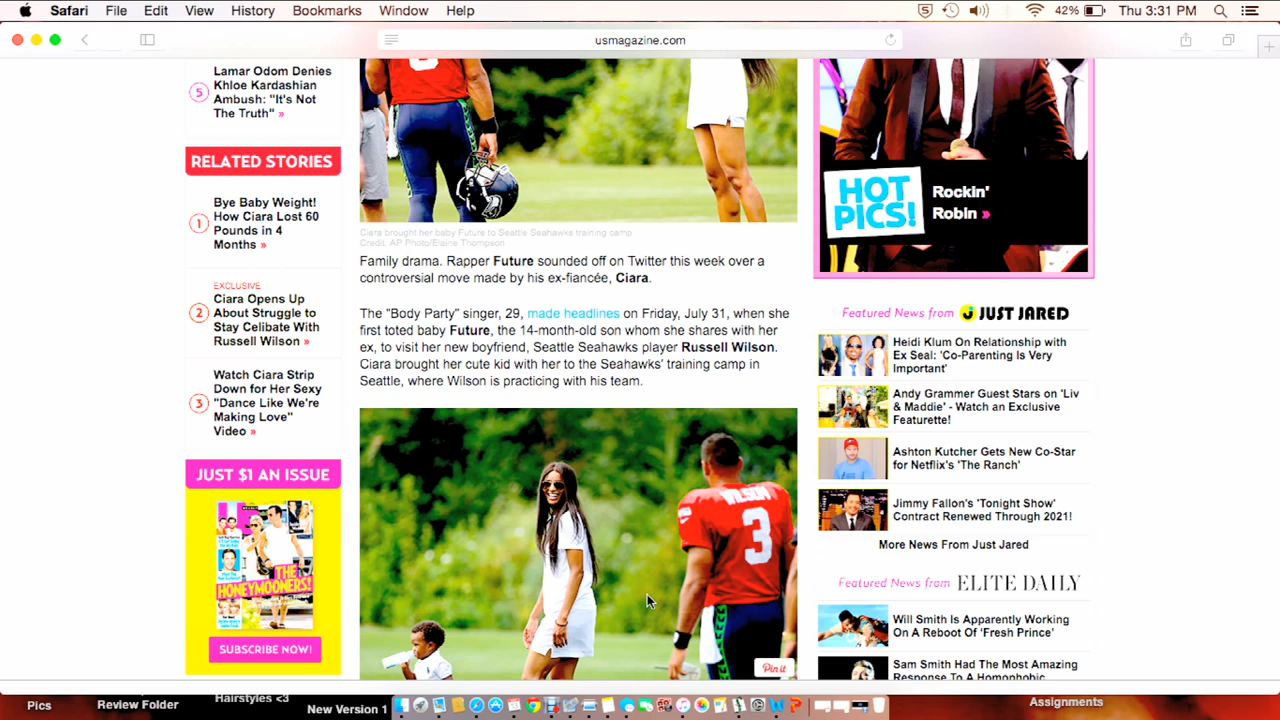 Safari File Edit View History Bookmarks Window Help
42% Thu 3:31 PM
usmagazine.com
5
Lamar Odom Denies
Khloe Kardashian
Ambush: "It's Not
The Truth" »
RELATED STORIES
1
Bye Baby Weight!
How Ciara Lost 60
Pounds in 4
Months »
EXCLUSIVE
2
Ciara Opens Up
About Struggle to
Stay Celibate With
Russell Wilson »
3
Watch Ciara Strip
Down for Her Sexy
"Dance Like We're
Making Love"
Video »
JUST $1 AN ISSUE
THE
HONEYMOONERS!
SUBSCRIBE NOW!
Ciara brought her baby Future to Seattle Seahawks training camp
Credit: AP Photo/Elaine Thompson
Family drama. Rapper Future sounded off on Twitter this week over a
controversial move made by his ex-fiancée, Ciara.
The "Body Party" singer, 29, made headlines on Friday, July 31, when she
first toted baby Future, the 14-month-old son whom she shares with her
ex, to visit her new boyfriend, Seattle Seahawks player Russell Wilson.
Ciara brought her cute kid with her to the Seahawks' training camp in
Seattle, where Wilson is practicing with his team.
WILSON
3
Pin it
HOT
PICS!
Rockin'
Robin »
Featured News from JUST JARED
Heidi Klum On Relationship with
Ex Seal: 'Co-Parenting Is Very
Important'
Andy Grammer Guest Stars on 'Liv
& Maddie' - Watch an Exclusive
Featurette!
Ashton Kutcher Gets New Co-Star
for Netflix's 'The Ranch'
Jimmy Fallon's 'Tonight Show'
Contract Renewed Through 2021!
More News From Just Jared
Featured News from ELITE DAILY
Will Smith Is Apparently Working
On A Reboot Of 'Fresh Prince'
Sam Smith Had The Most Amazing
Response To A Homophobic
Pics
Review Folder
Hairstyles <3
New Version 1
Assignments